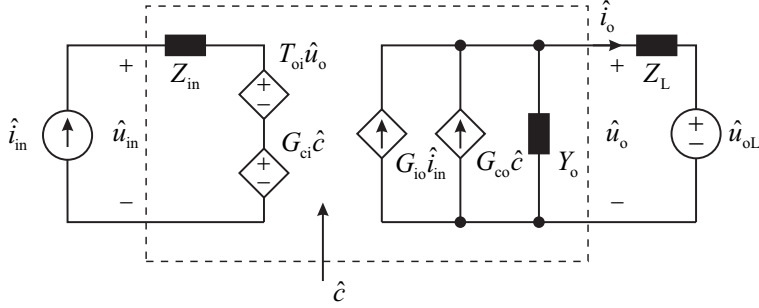 î_o
+
Z_in
T_oi û_o
+
−
+
Z_L
î_in
û_in
G_ci ĉ
+
−
G_io î_in
G_co ĉ
Y_o
û_o
+
−
û_oL
−
−
ĉ